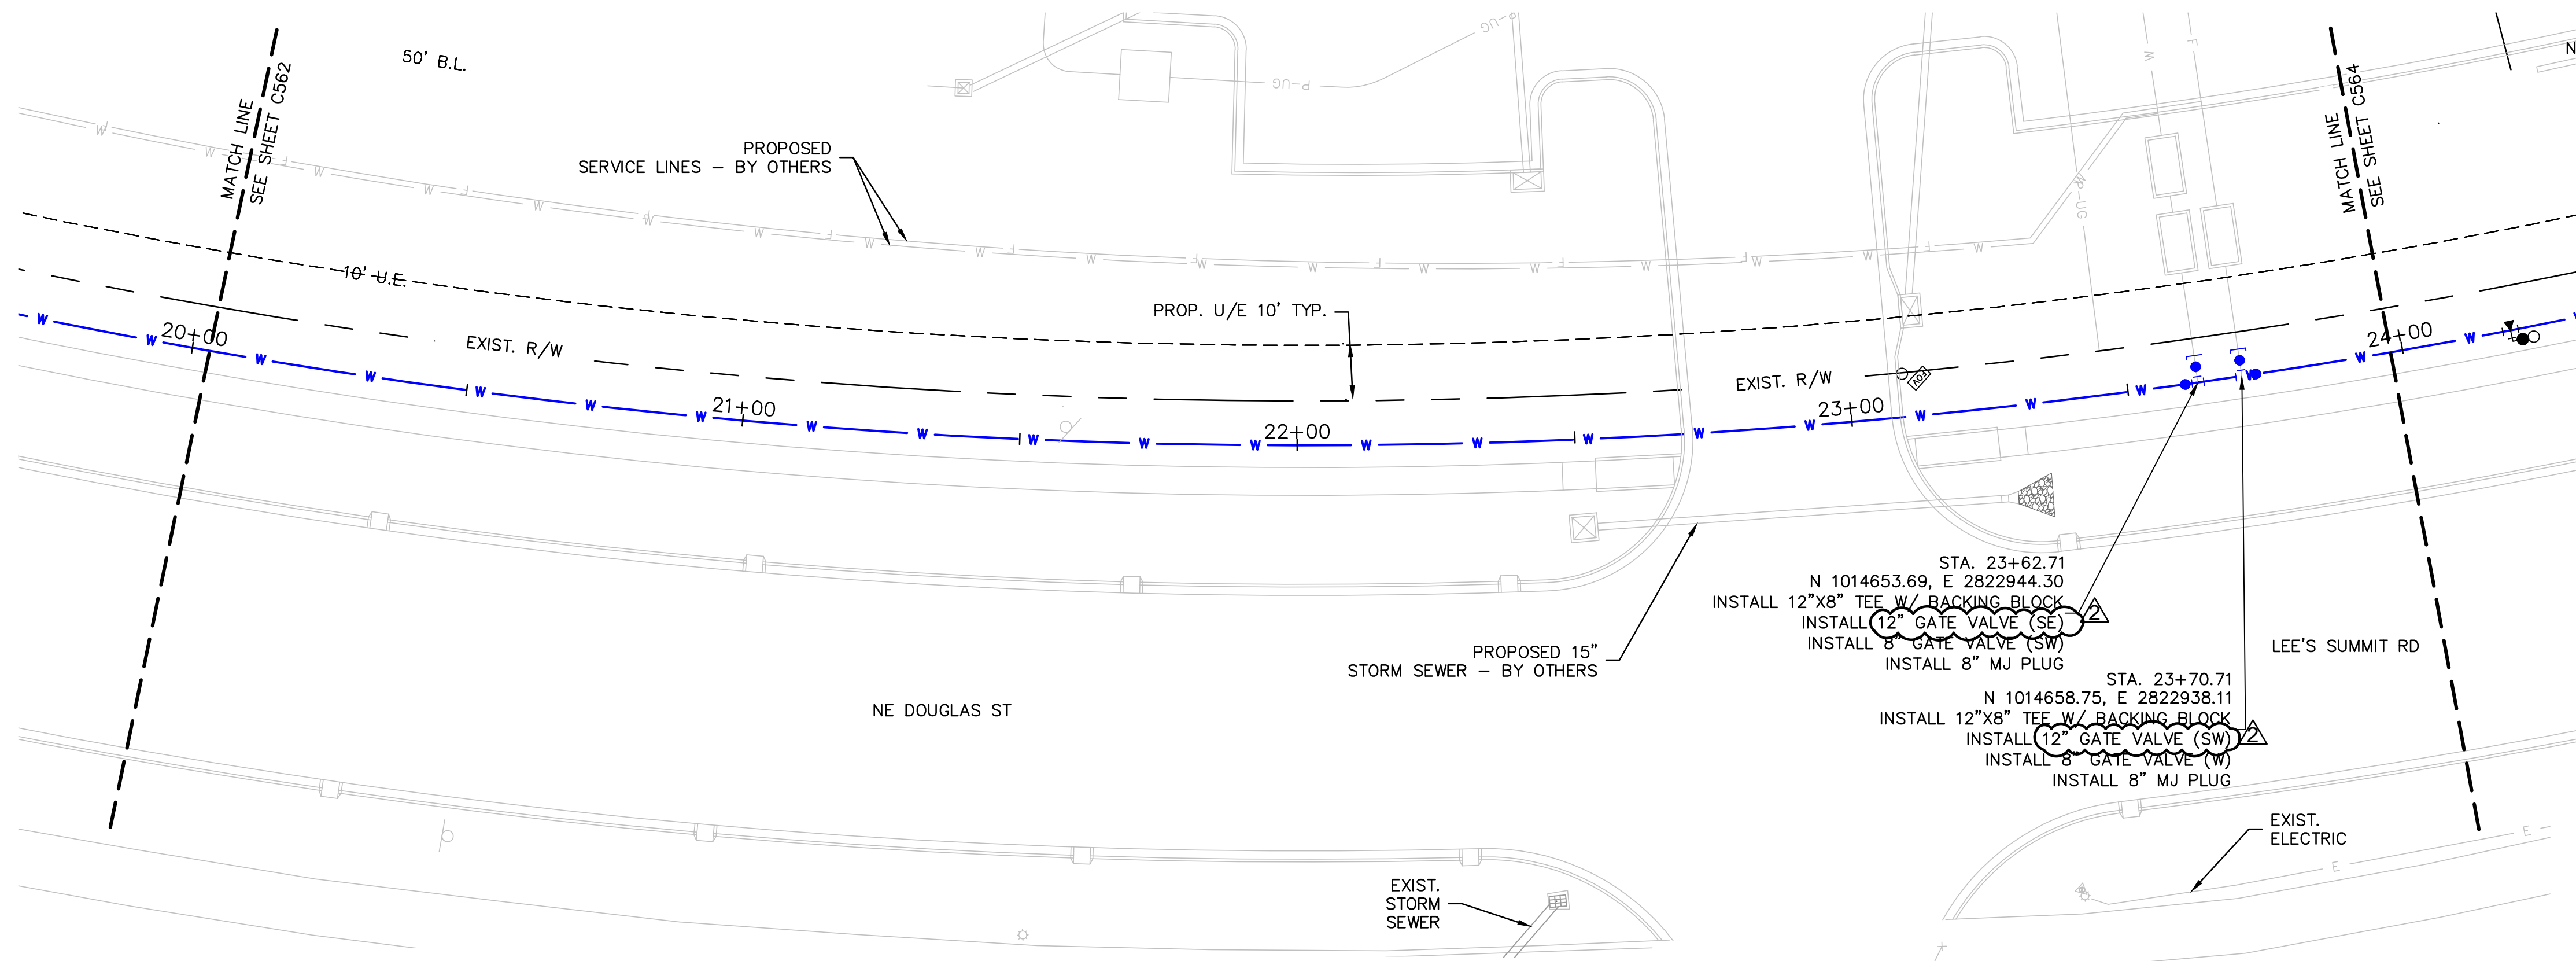 50' B.L.
MATCH LINE
SEE SHEET C562
PROPOSED
SERVICE LINES – BY OTHERS
P-UG
P-UG
10' U.E.
PROP. U/E 10' TYP.
EXIST. R/W
EXIST. R/W
FOV
20+00
21+00
22+00
23+00
24+00
MATCH LINE
SEE SHEET C564
STA. 23+62.71
N 1014653.69, E 2822944.30
INSTALL 12"X8" TEE W/ BACKING BLOCK
INSTALL 12" GATE VALVE (SE)
2
INSTALL 8" GATE VALVE (SW)
INSTALL 8" MJ PLUG
PROPOSED 15"
STORM SEWER – BY OTHERS
LEE'S SUMMIT RD
STA. 23+70.71
N 1014658.75, E 2822938.11
INSTALL 12"X8" TEE W/ BACKING BLOCK
INSTALL 12" GATE VALVE (SW)
2
INSTALL 8" GATE VALVE (W)
INSTALL 8" MJ PLUG
NE DOUGLAS ST
EXIST.
ELECTRIC
E
E
EXIST.
STORM
SEWER